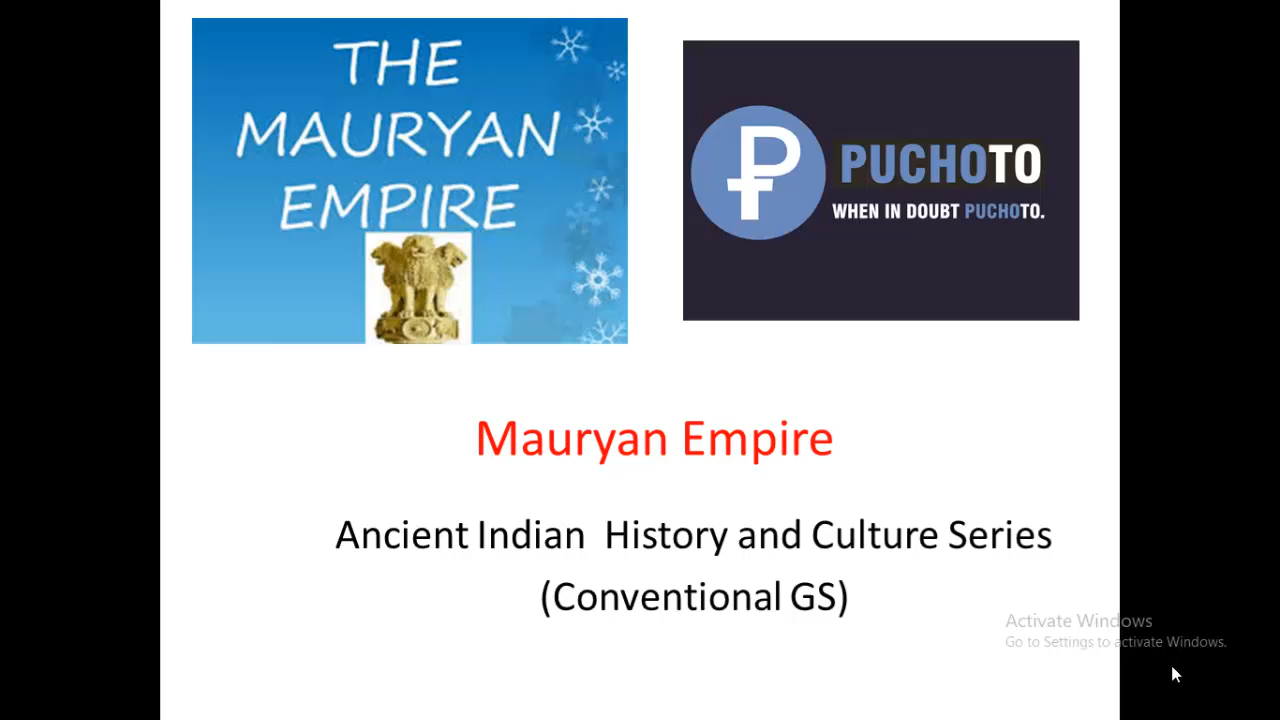 THE
MAURYAN
EMPIRE
PUCHOTO
WHEN IN DOUBT PUCHOTO.
Mauryan Empire
Ancient Indian History and Culture Series
(Conventional GS)
Activate Windows
Go to Settings to activate Windows.